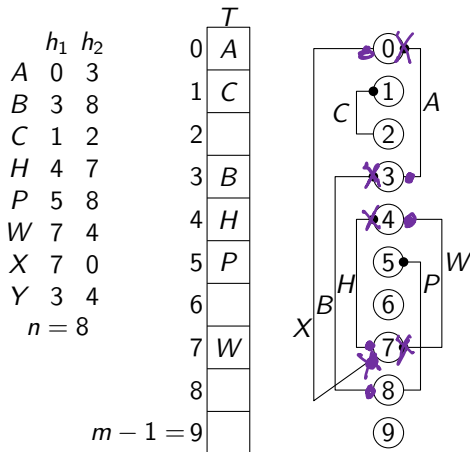 T
h₁ h₂
A 0 3
B 3 8
C 1 2
H 4 7
P 5 8
W 7 4
X 7 0
Y 3 4
n = 8
0 A
1 C
2
3 B
4 H
5 P
6
7 W
8
m − 1 = 9
0
1
2
3
4
5
6
7
8
9
C
A
X
B
H
P
W